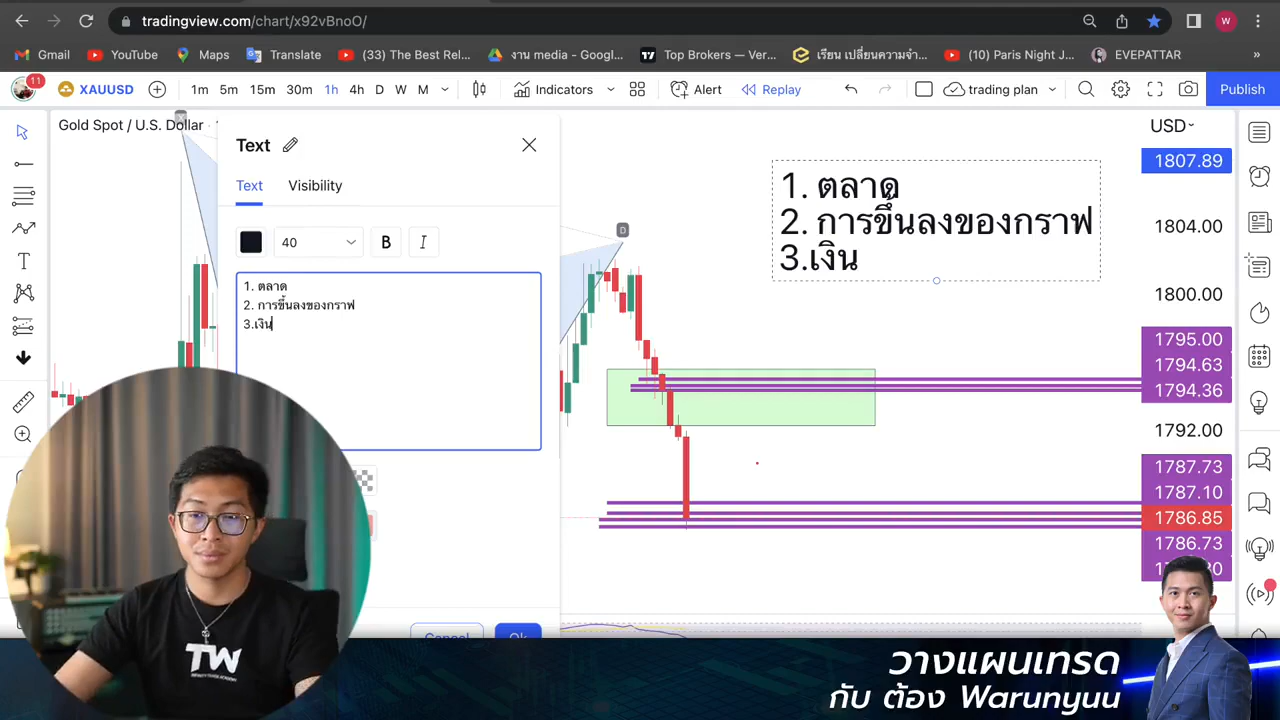 tradingview.com/chart/x92vBnoO/
W
Gmail
YouTube
Maps
Translate
(33) The Best Rel...
งาน media - Googl...
Top Brokers — Ver...
เรียน เปลี่ยนความจำ...
(10) Paris Night J...
EVEPATTAR
»
11
XAUUSD
1m 5m 15m 30m 1h 4h D W M
Indicators
Alert
Replay
trading plan
Publish
Gold Spot / U.S. Dollar
X
Text
Text
Visibility
40
B
I
1. ตลาด
2. การขึ้นลงของกราฟ
3.เงิน
Cancel
Ok
D
1. ตลาด
2. การขึ้นลงของกราฟ
3.เงิน
USD
1807.89
1804.00
1800.00
1795.00
1794.63
1794.36
1792.00
1787.73
1787.10
1786.85
1786.73
TW
วางแผนเทรด
กับ ต้อง Warunyuu